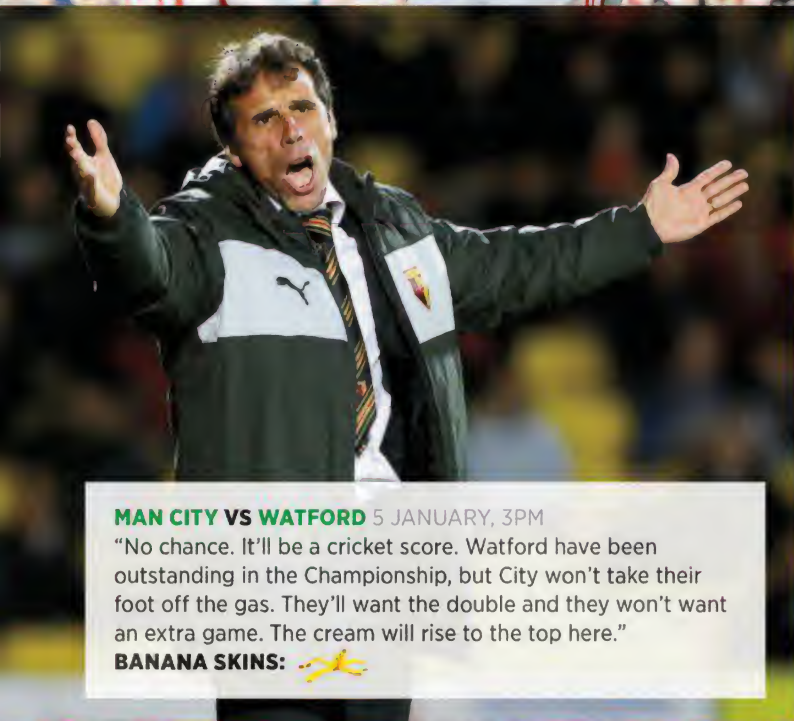 MAN CITY VS WATFORD 5 JANUARY, 3PM
“No chance. It’ll be a cricket score. Watford have been
outstanding in the Championship, but City won’t take their
foot off the gas. They’ll want the double and they won’t want
an extra game. The cream will rise to the top here.”
BANANA SKINS: